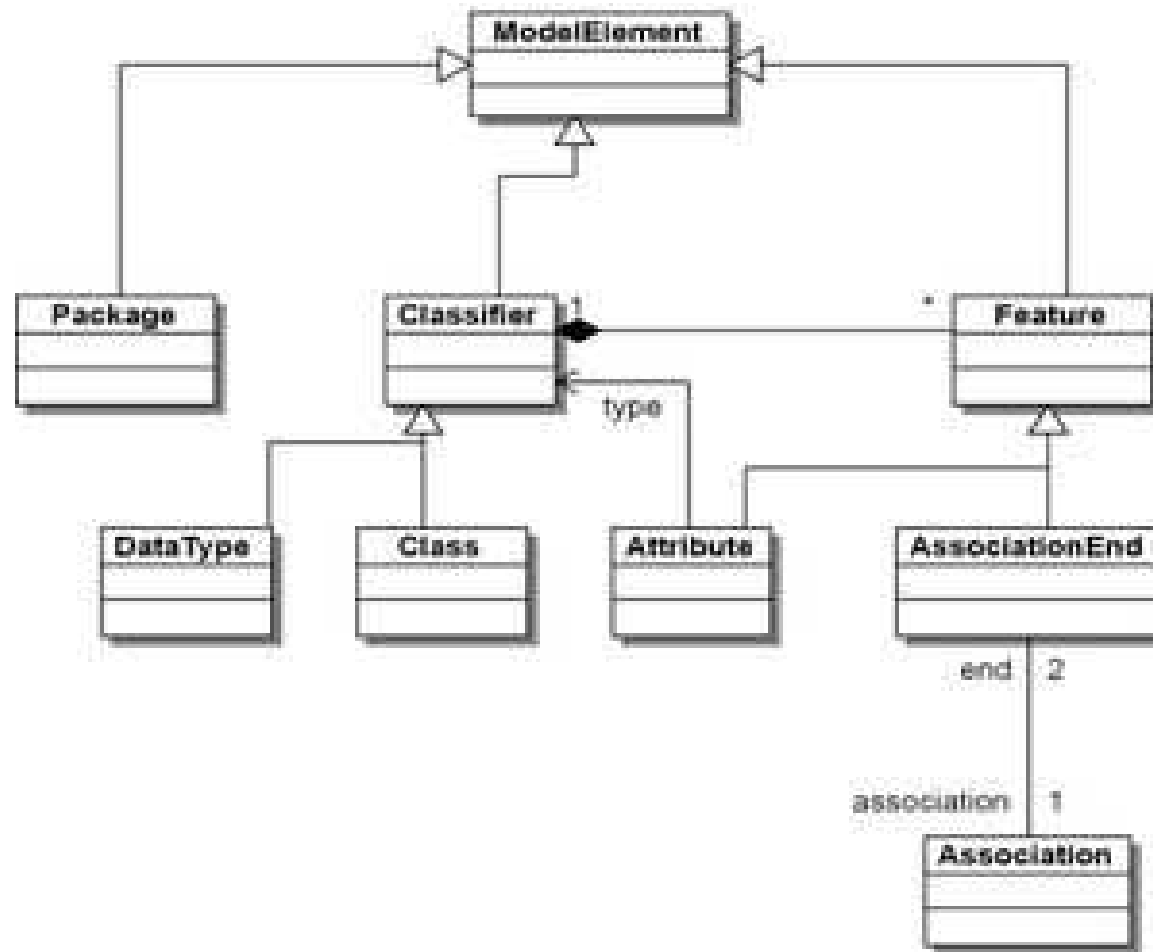 ModelElement
Package
Classifier
1
*
Feature
type
DataType
Class
Attribute
AssociationEnd
end
2
association
1
Association